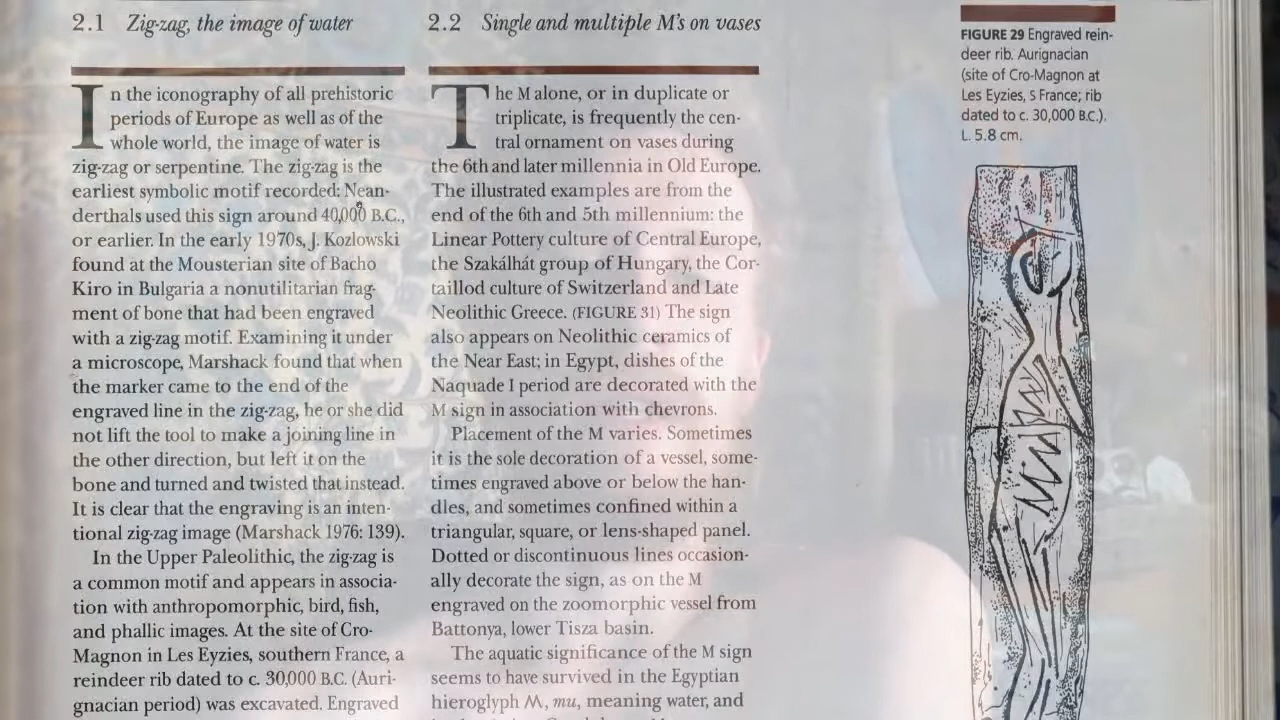 2.1 Zig-zag, the image of water
In the iconography of all prehistoric
periods of Europe as well as of the
whole world, the image of water is
zig-zag or serpentine. The zig-zag is the
earliest symbolic motif recorded: Nean-
derthals used this sign around 40,000 B.C.,
or earlier. In the early 1970s, J. Kozlowski
found at the Mousterian site of Bacho
Kiro in Bulgaria a nonutilitarian frag-
ment of bone that had been engraved
with a zig-zag motif. Examining it under
a microscope, Marshack found that when
the marker came to the end of the
engraved line in the zig-zag, he or she did
not lift the tool to make a joining line in
the other direction, but left it on the
bone and turned and twisted that instead.
It is clear that the engraving is an inten-
tional zig-zag image (Marshack 1976: 139).
In the Upper Paleolithic, the zig-zag is
a common motif and appears in associa-
tion with anthropomorphic, bird, fish,
and phallic images. At the site of Cro-
Magnon in Les Eyzies, southern France, a
reindeer rib dated to c. 30,000 B.C. (Auri-
gnacian period) was excavated. Engraved
2.2 Single and multiple M's on vases
The M alone, or in duplicate or
triplicate, is frequently the cen-
tral ornament on vases during
the 6th and later millennia in Old Europe.
The illustrated examples are from the
end of the 6th and 5th millennium: the
Linear Pottery culture of Central Europe,
the Szakálhát group of Hungary, the Cor-
taillod culture of Switzerland and Late
Neolithic Greece. (FIGURE 31) The sign
also appears on Neolithic ceramics of
the Near East; in Egypt, dishes of the
Naquade I period are decorated with the
M sign in association with chevrons.
Placement of the M varies. Sometimes
it is the sole decoration of a vessel, some-
times engraved above or below the han-
dles, and sometimes confined within a
triangular, square, or lens-shaped panel.
Dotted or discontinuous lines occasion-
ally decorate the sign, as on the M
engraved on the zoomorphic vessel from
Battonya, lower Tisza basin.
The aquatic significance of the M sign
seems to have survived in the Egyptian
hieroglyph M, mu, meaning water, and
FIGURE 29 Engraved rein-
deer rib. Aurignacian
(site of Cro-Magnon at
Les Eyzies, S France; rib
dated to c. 30,000 B.C.).
L. 5.8 cm.